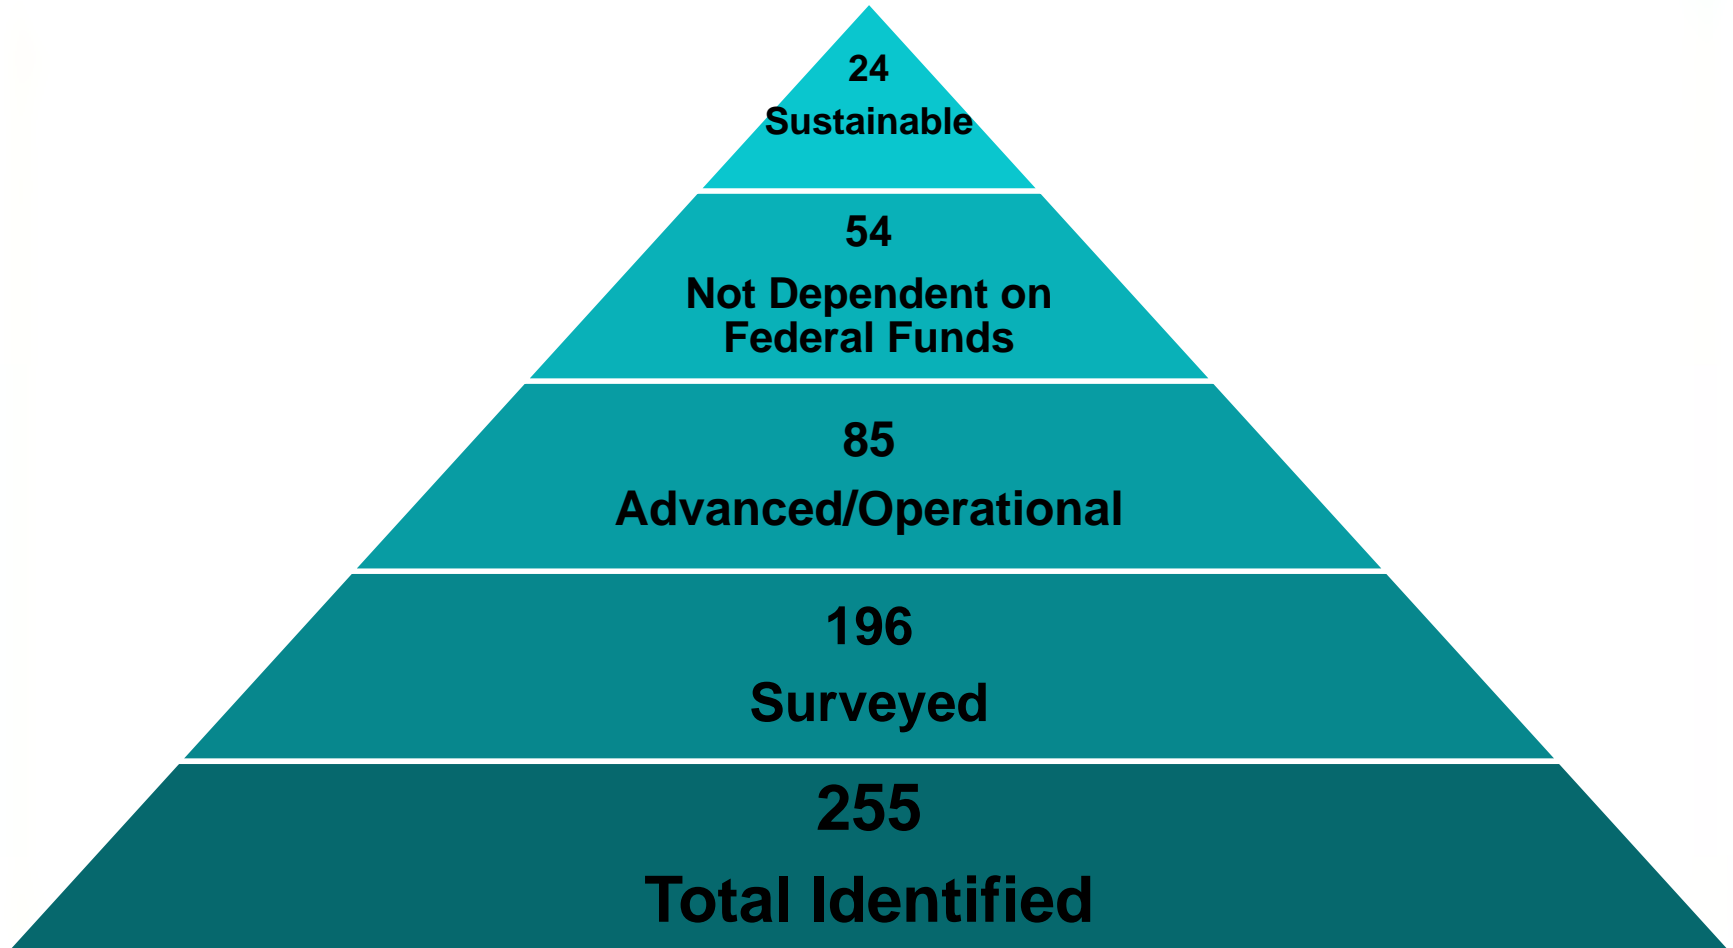 24
Sustainable
54
Not Dependent on
Federal Funds
85
Advanced/Operational
196
Surveyed
255
Total Identified